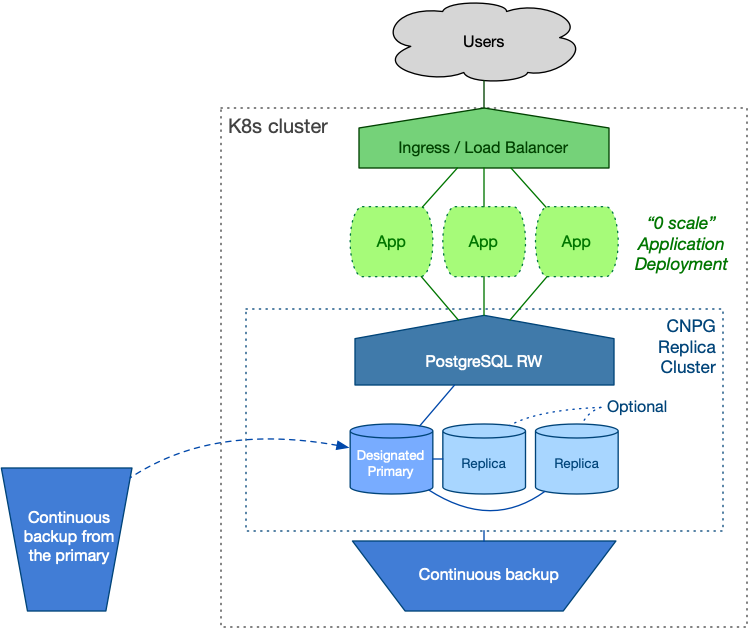 Users
K8s cluster
Ingress / Load Balancer
App
App
App
“0 scale”
Application
Deployment
CNPG
Replica
Cluster
PostgreSQL RW
Optional
Designated
Primary
Replica
Replica
Continuous
backup from
the primary
Continuous backup